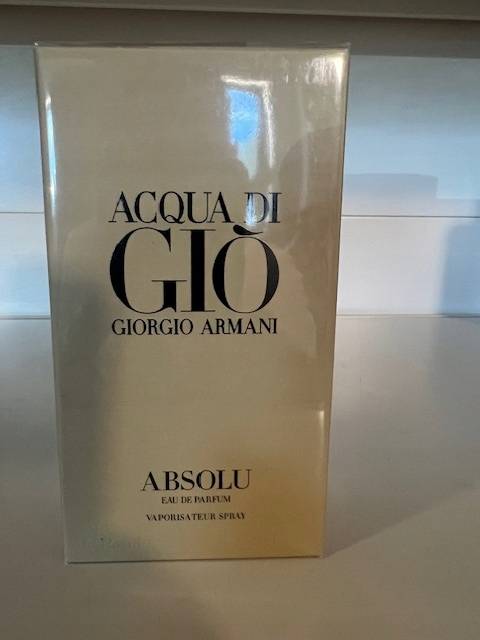 ACQUA DI
GIÒ
GIORGIO ARMANI
ABSOLU
EAU DE PARFUM
VAPORISATEUR SPRAY